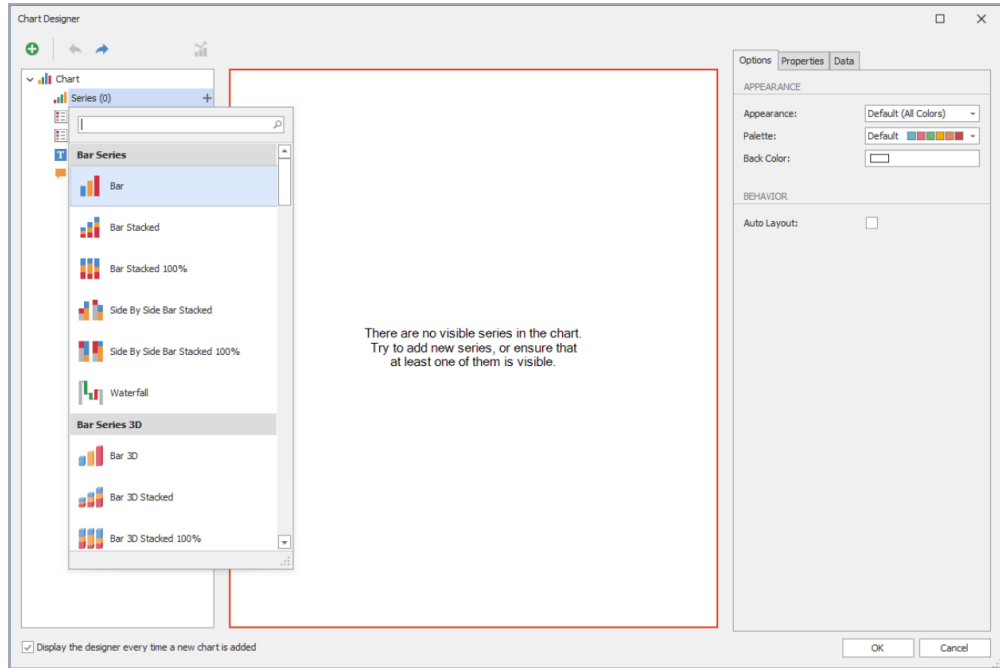 Chart Designer
Chart
Series (0)
T
Bar Series
Bar
Bar Stacked
Bar Stacked 100%
Side By Side Bar Stacked
Side By Side Bar Stacked 100%
Waterfall
Bar Series 3D
Bar 3D
Bar 3D Stacked
Bar 3D Stacked 100%
There are no visible series in the chart.
Try to add new series, or ensure that
at least one of them is visible.
Options Properties Data
APPEARANCE
Appearance: Default (All Colors)
Palette: Default
Back Color:
BEHAVIOR
Auto Layout:
Display the designer every time a new chart is added
OK Cancel